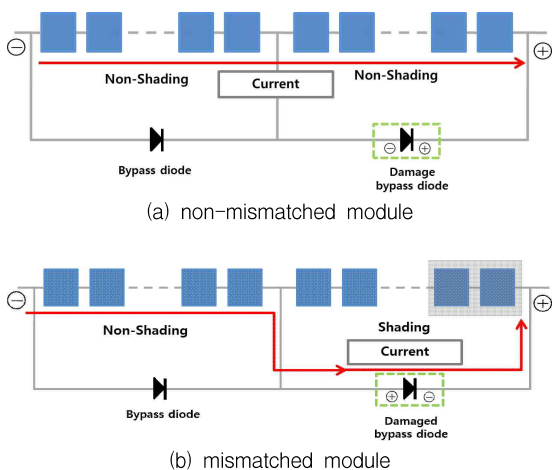 ⊖ ⊕
Non-Shading Non-Shading
Current
⊖ ⊕
Bypass diode Damage
bypass diode
(a) non-mismatched module
⊖ ⊕
Non-Shading Shading
Current
⊕ ⊖
Bypass diode Damaged
bypass diode
(b) mismatched module